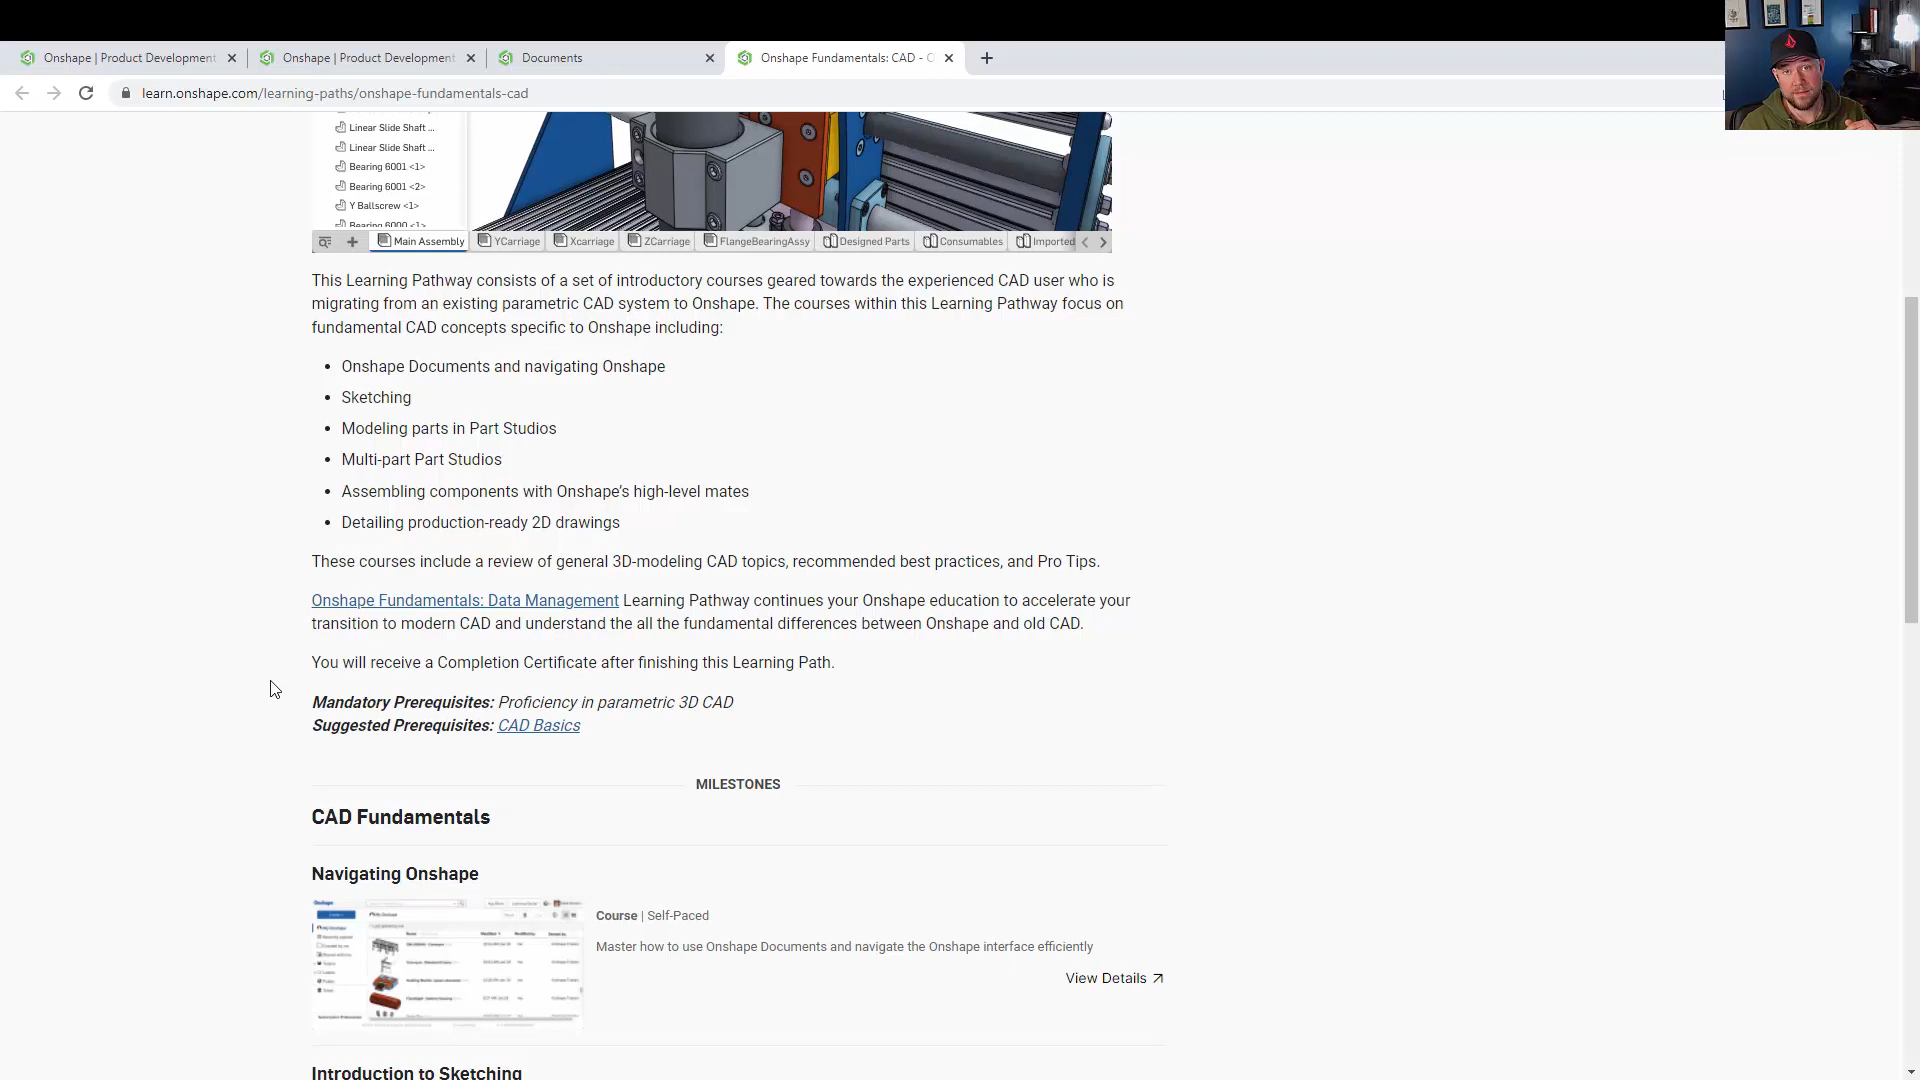 Onshape | Product Development
Onshape | Product Development
Documents
Onshape Fundamentals: CAD - O
learn.onshape.com/learning-paths/onshape-fundamentals-cad
Linear Slide Shaft ...
Linear Slide Shaft ...
Bearing 6001 <1>
Bearing 6001 <2>
Y Ballscrew <1>
Bearing 6000 <1>
Main Assembly
YCarriage
Xcarriage
ZCarriage
FlangeBearingAssy
Designed Parts
Consumables
Imported
This Learning Pathway consists of a set of introductory courses geared towards the experienced CAD user who is
migrating from an existing parametric CAD system to Onshape. The courses within this Learning Pathway focus on
fundamental CAD concepts specific to Onshape including:
• Onshape Documents and navigating Onshape
• Sketching
• Modeling parts in Part Studios
• Multi-part Part Studios
• Assembling components with Onshape's high-level mates
• Detailing production-ready 2D drawings
These courses include a review of general 3D-modeling CAD topics, recommended best practices, and Pro Tips.
Onshape Fundamentals: Data Management Learning Pathway continues your Onshape education to accelerate your
transition to modern CAD and understand the all the fundamental differences between Onshape and old CAD.
You will receive a Completion Certificate after finishing this Learning Path.
Mandatory Prerequisites: Proficiency in parametric 3D CAD
Suggested Prerequisites: CAD Basics
MILESTONES
CAD Fundamentals
Navigating Onshape
Course | Self-Paced
Master how to use Onshape Documents and navigate the Onshape interface efficiently
View Details
Introduction to Sketching